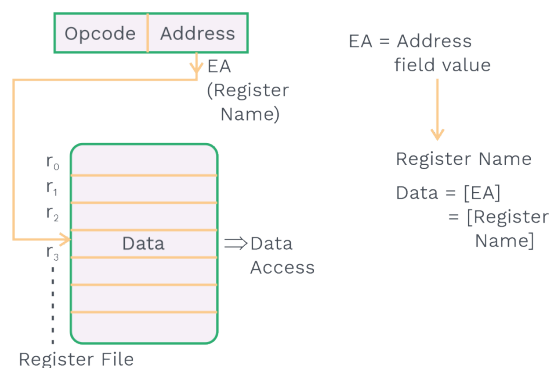 Opcode Address
EA
(Register
Name)
EA = Address
field value
Register Name
Data = [EA]
= [Register
Name]
r₀
r₁
r₂
r₃
Data
⇒Data
Access
Register File